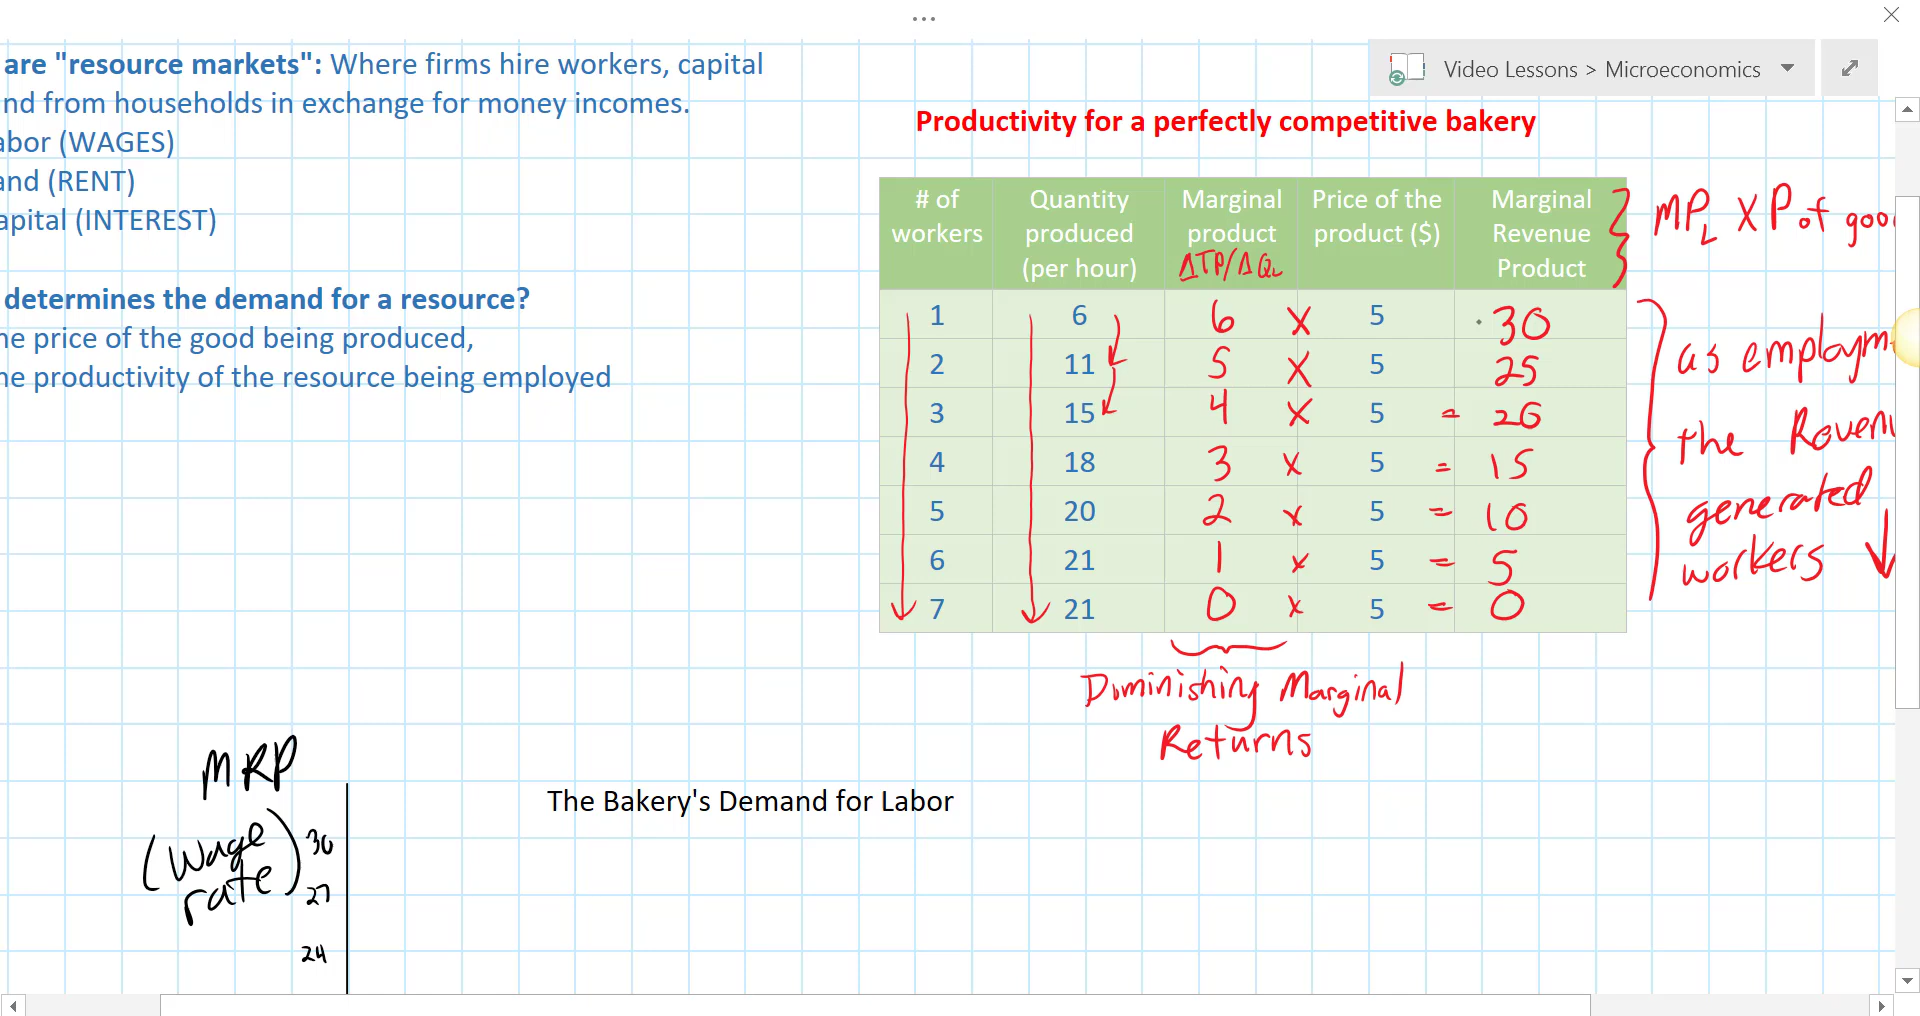 ...
Video Lessons > Microeconomics
are "resource markets": Where firms hire workers, capital
nd from households in exchange for money incomes.
abor (WAGES)
and (RENT)
apital (INTEREST)
determines the demand for a resource?
he price of the good being produced,
he productivity of the resource being employed
Productivity for a perfectly competitive bakery
# of workers | Quantity produced (per hour) | Marginal product ΔTP/ΔQL | Price of the product ($) | Marginal Revenue Product
1 6 6 X 5 30
2 11 5 X 5 25
3 15 4 X 5 = 20
4 18 3 x 5 = 15
5 20 2 x 5 = 10
6 21 1 x 5 = 5
7 21 0 x 5 = 0
MPL X P of goo
as employm
the Revenu
generated
workers ↓
Diminishing Marginal
Returns
MRP
(wage
rate)
30
27
24
The Bakery's Demand for Labor